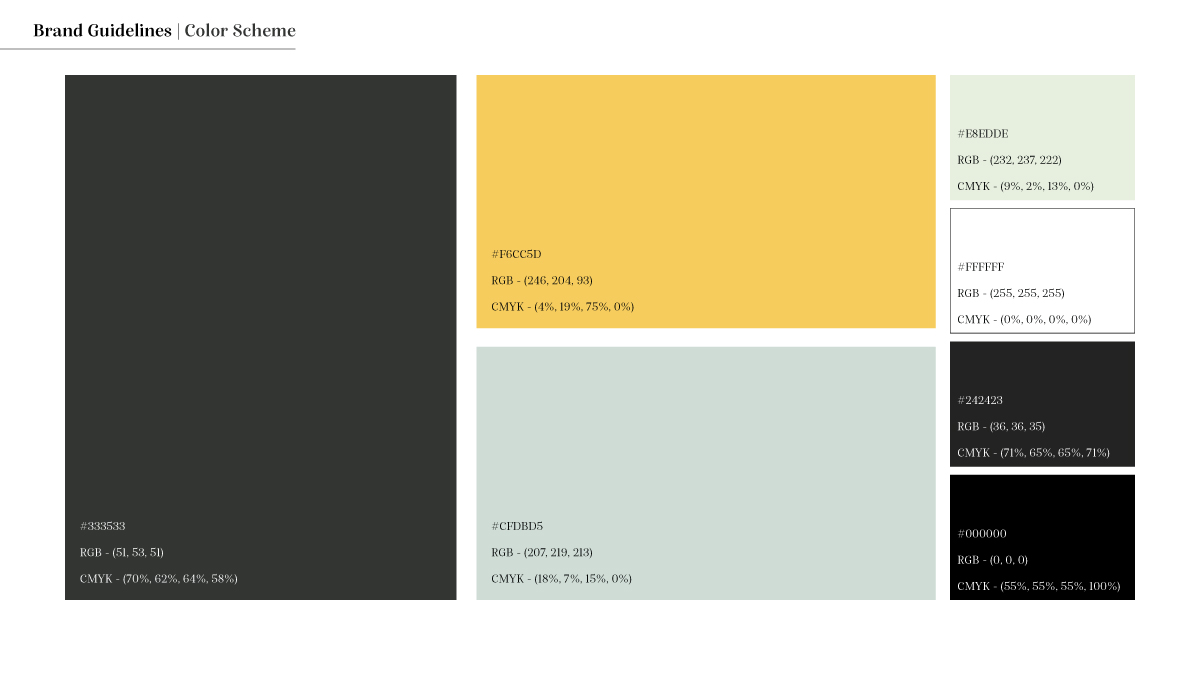 Brand Guidelines | Color Scheme
#333533
RGB - (51, 53, 51)
CMYK - (70%, 62%, 64%, 58%)
#F6CC5D
RGB - (246, 204, 93)
CMYK - (4%, 19%, 75%, 0%)
#CFDBD5
RGB - (207, 219, 213)
CMYK - (18%, 7%, 15%, 0%)
#E8EDDE
RGB - (232, 237, 222)
CMYK - (9%, 2%, 13%, 0%)
#FFFFFF
RGB - (255, 255, 255)
CMYK - (0%, 0%, 0%, 0%)
#242423
RGB - (36, 36, 35)
CMYK - (71%, 65%, 65%, 71%)
#000000
RGB - (0, 0, 0)
CMYK - (55%, 55%, 55%, 100%)